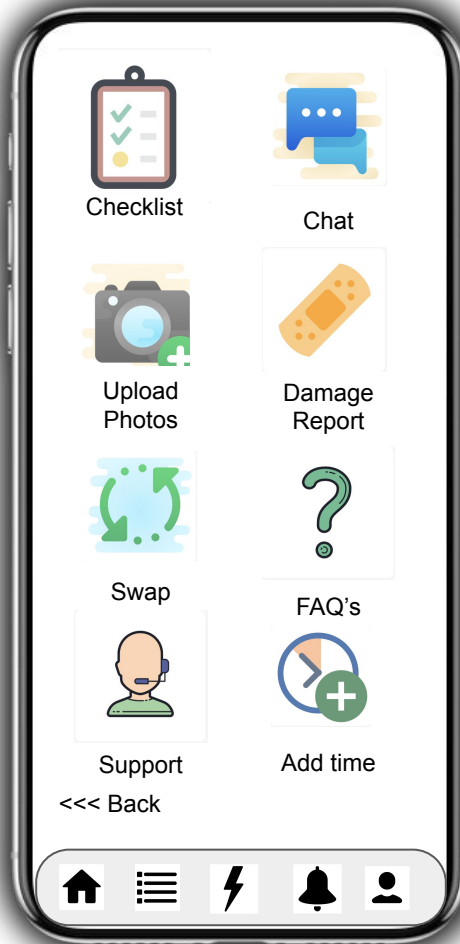 Checklist
Chat
Upload
Photos
Damage
Report
Swap
FAQ’s
Support
Add time
<<< Back